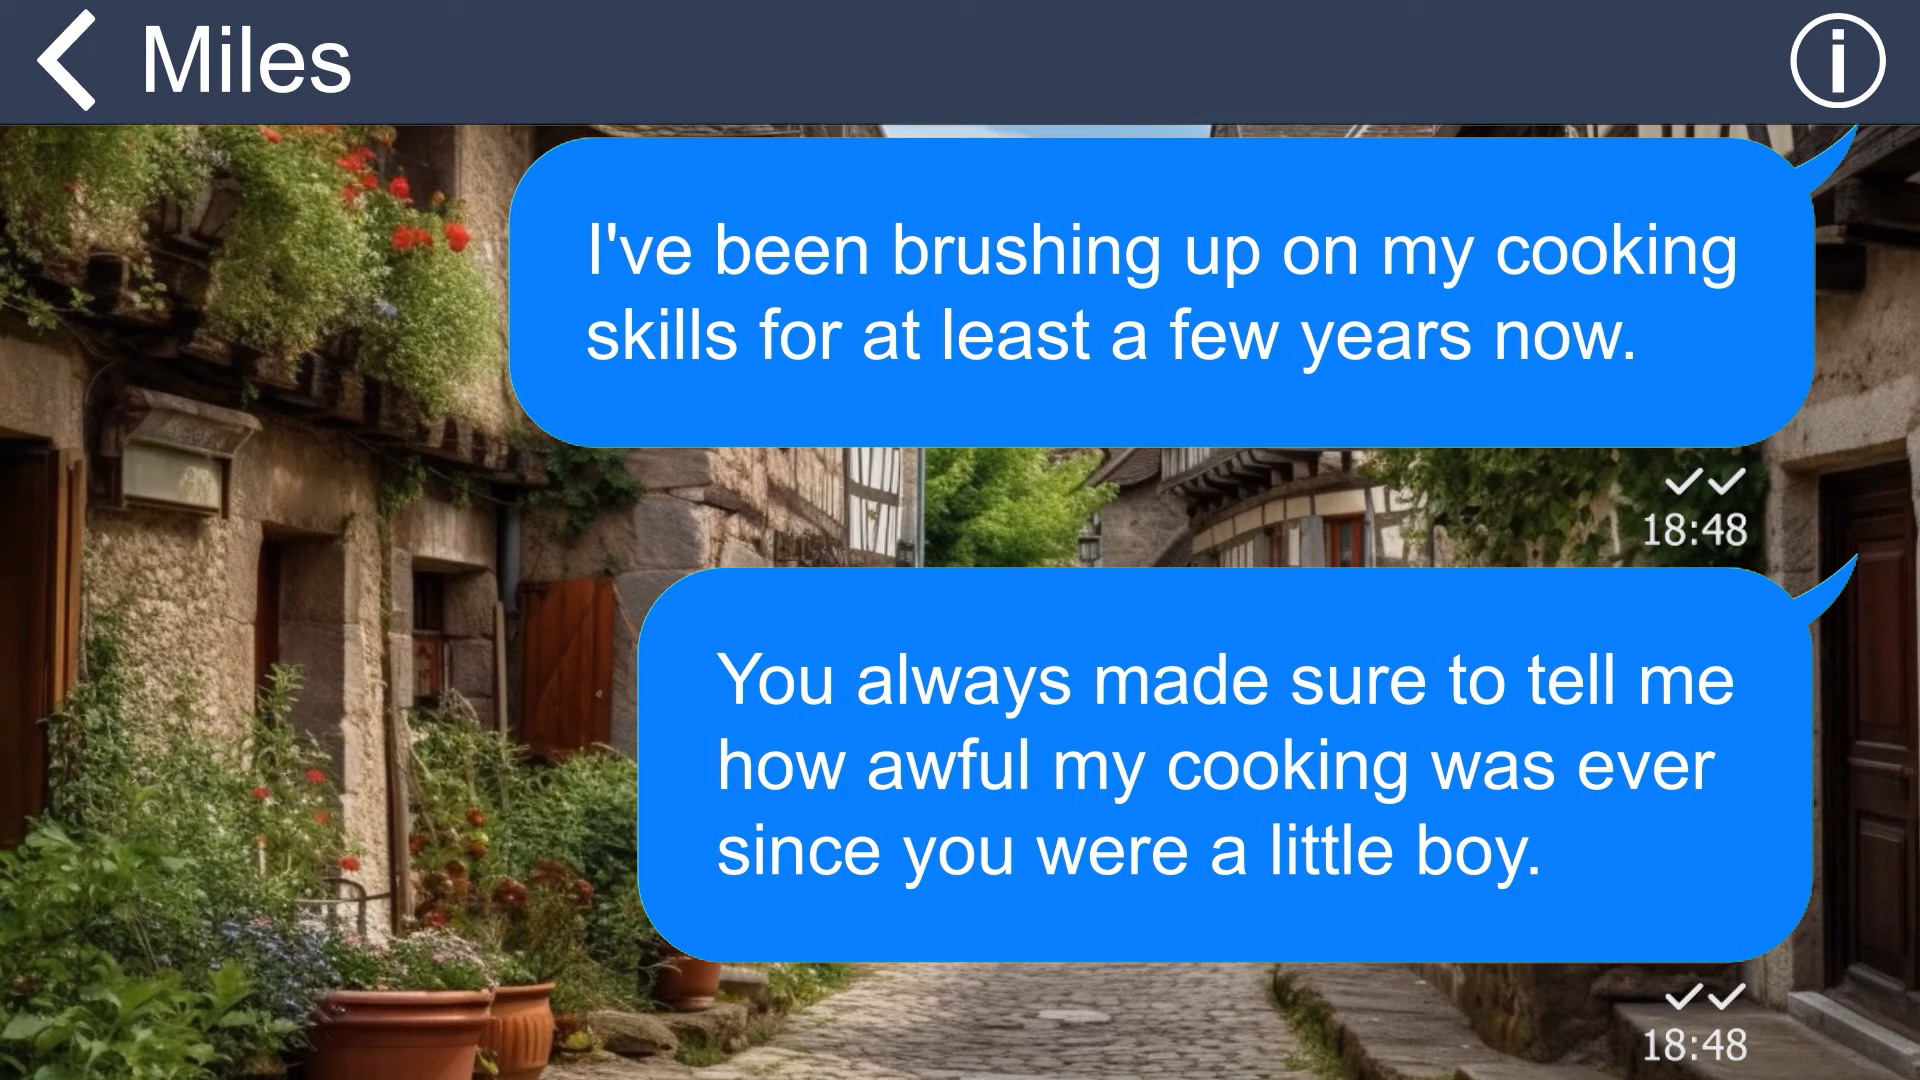 Miles
I've been brushing up on my cooking
skills for at least a few years now.
18:48
You always made sure to tell me
how awful my cooking was ever
since you were a little boy.
18:48